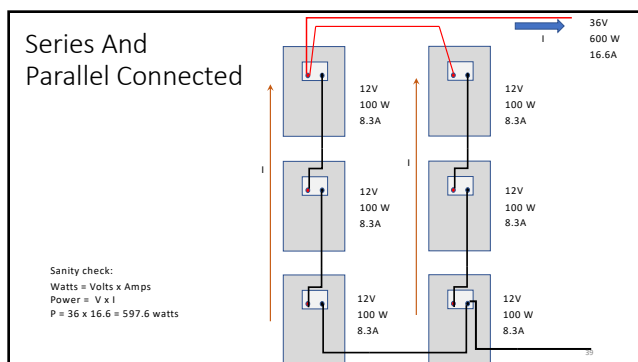 Series And
Parallel Connected
36V
600 W
16.6A
I
12V
100 W
8.3A
12V
100 W
8.3A
I
I
12V
100 W
8.3A
12V
100 W
8.3A
Sanity check:
Watts = Volts x Amps
Power = V x I
P = 36 x 16.6 = 597.6 watts
12V
100 W
8.3A
12V
100 W
8.3A
39